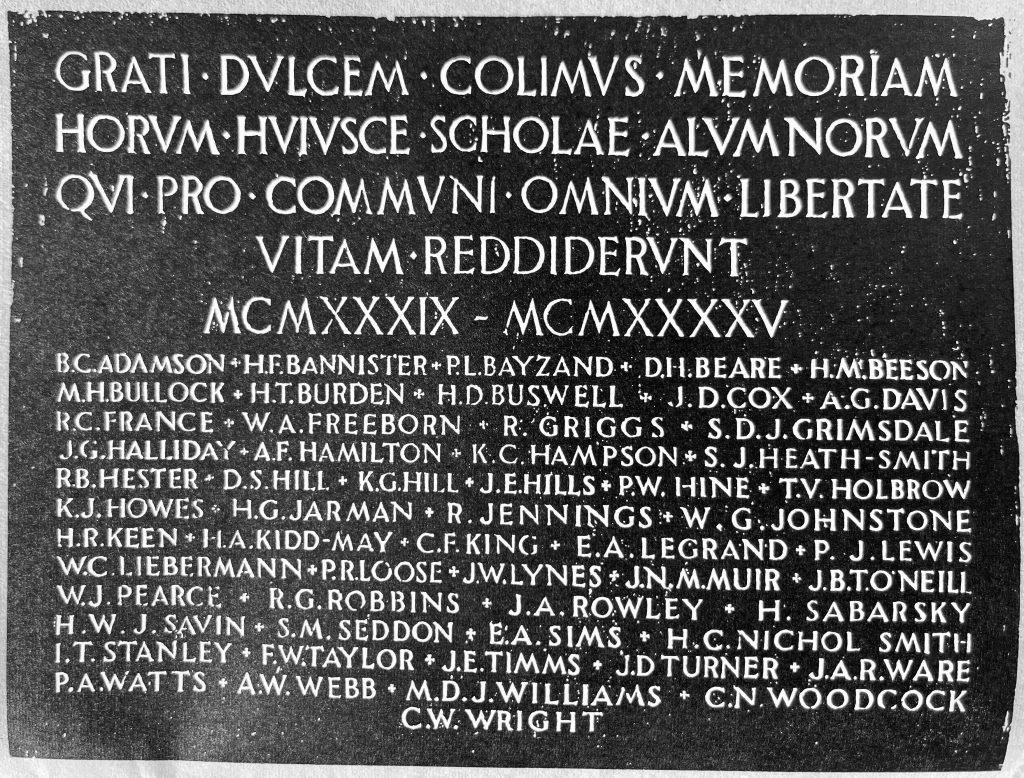 GRATI · DVLCEM · COLIMVS · MEMORIAM
HORVM · HVIVSCE · SCHOLAE · ALVMNORVM
QVI · PRO · COMMVNI · OMNIVM · LIBERTATE
VITAM · REDDIDERVNT
MCMXXXIX - MCMXXXXV
B.C.ADAMSON + H.F.BANNISTER + P.L.BAYZAND + D.H.BEARE + H.M.BEESON
M.H.BULLOCK + H.T.BURDEN + H.D.BUSWELL + J.D.COX + A.G.DAVIS
R.C.FRANCE + W.A.FREEBORN + R.GRIGGS + S.D.J.GRIMSDALE
J.G.HALLIDAY + A.F.HAMILTON + K.C.HAMPSON + S.J.HEATH-SMITH
R.B.HESTER + D.S.HILL + K.G.HILL + J.E.HILLS + P.W.HINE + T.V.HOLBROW
K.J.HOWES + H.G.JARMAN + R.JENNINGS + W.G.JOHNSTONE
H.R.KEEN + H.A.KIDD-MAY + C.F.KING + E.A.LEGRAND + P.J.LEWIS
W.C.LIEBERMANN + P.R.LOOSE + J.W.LYNES + J.N.M.MUIR + J.B.T.O'NEILL
W.J.PEARCE + R.G.ROBBINS + J.A.ROWLEY + H.SABARSKY
H.W.J.SAVIN + S.M.SEDDON + E.A.SIMS + H.C.NICHOL SMITH
I.T.STANLEY + F.W.TAYLOR + J.E.TIMMS + J.D TURNER + J.A.R.WARE
P.A.WATTS + A.W.WEBB + M.D.J.WILLIAMS + C.N.WOODCOCK
C.W.WRIGHT